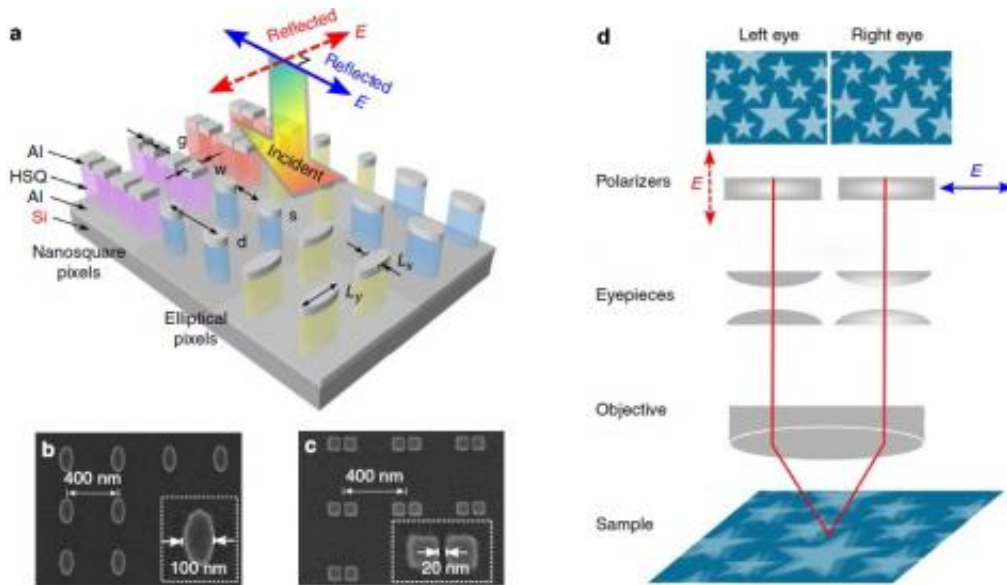 a
Reflected
E
Reflected
E
Incident
Al
HSQ
Al
Si
g
w
s
d
Lx
Ly
Nanosquare
pixels
Elliptical
pixels
b
400 nm
100 nm
c
400 nm
20 nm
d
Left eye
Right eye
Polarizers
E
E
Eyepieces
Objective
Sample